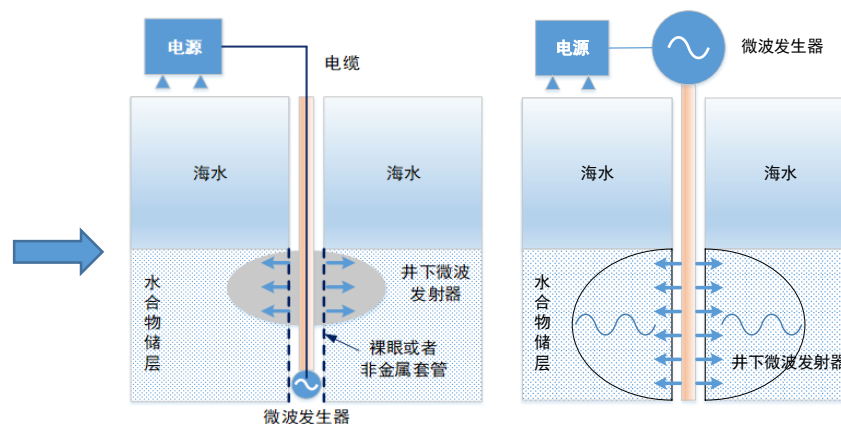 电源
电缆
海水
海水
水合物储层
井下微波
发射器
裸眼或者
非金属套管
微波发生器
电源
微波发生器
海水
海水
水合物储层
井下微波发射器